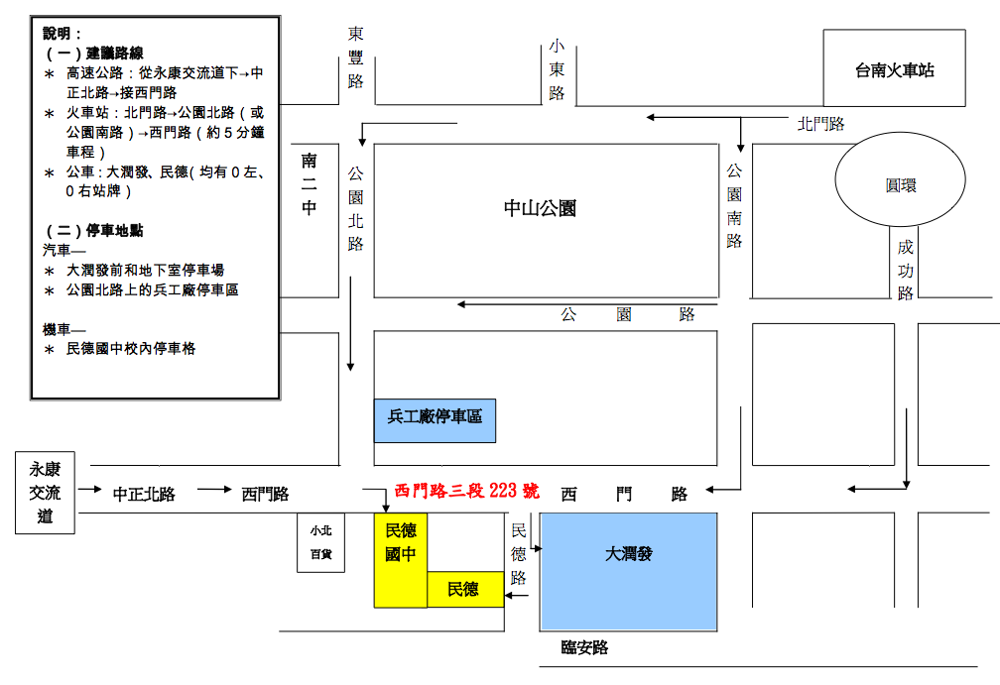 說明：
（一）建議路線
＊ 高速公路：從永康交流道下→中
正北路→接西門路
＊ 火車站：北門路→公園北路（或
公園南路）→西門路（約５分鐘
車程）
＊ 公車：大潤發、民德（均有０左、
０右站牌）
（二）停車地點
汽車—
＊ 大潤發前和地下室停車場
＊ 公園北路上的兵工廠停車區
機車—
＊ 民德國中校內停車格
東豐路
小東路
台南火車站
北門路
南二中
公園北路
中山公園
公園南路
圓環
成功路
公園路
兵工廠停車區
永康
交流
道
中正北路
西門路
西門路三段 223 號
西門路
小北
百貨
民德
國中
民德
民德路
大潤發
臨安路